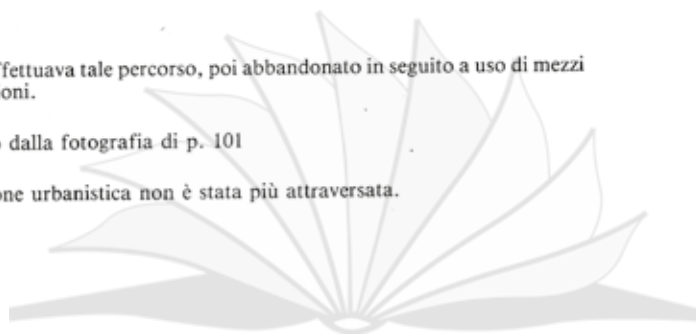 ffettuava tale percorso, poi abbandonato in seguito a uso di mezzi
oni.
dalla fotografia di p. 101
one urbanistica non è stata più attraversata.